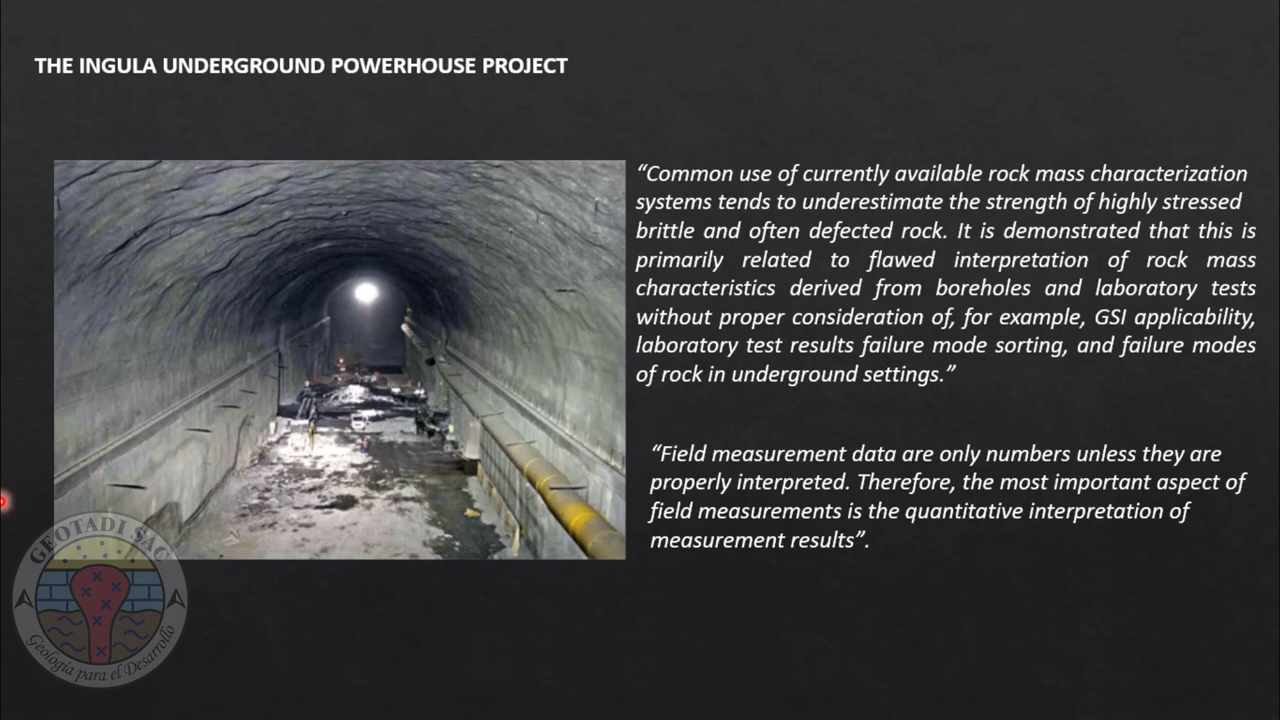 THE INGULA UNDERGROUND POWERHOUSE PROJECT
“Common use of currently available rock mass characterization
systems tends to underestimate the strength of highly stressed
brittle and often defected rock. It is demonstrated that this is
primarily related to flawed interpretation of rock mass
characteristics derived from boreholes and laboratory tests
without proper consideration of, for example, GSI applicability,
laboratory test results failure mode sorting, and failure modes
of rock in underground settings.”
“Field measurement data are only numbers unless they are
properly interpreted. Therefore, the most important aspect of
field measurements is the quantitative interpretation of
measurement results”.
GEOTADI SAC
Geología para el Desarrollo